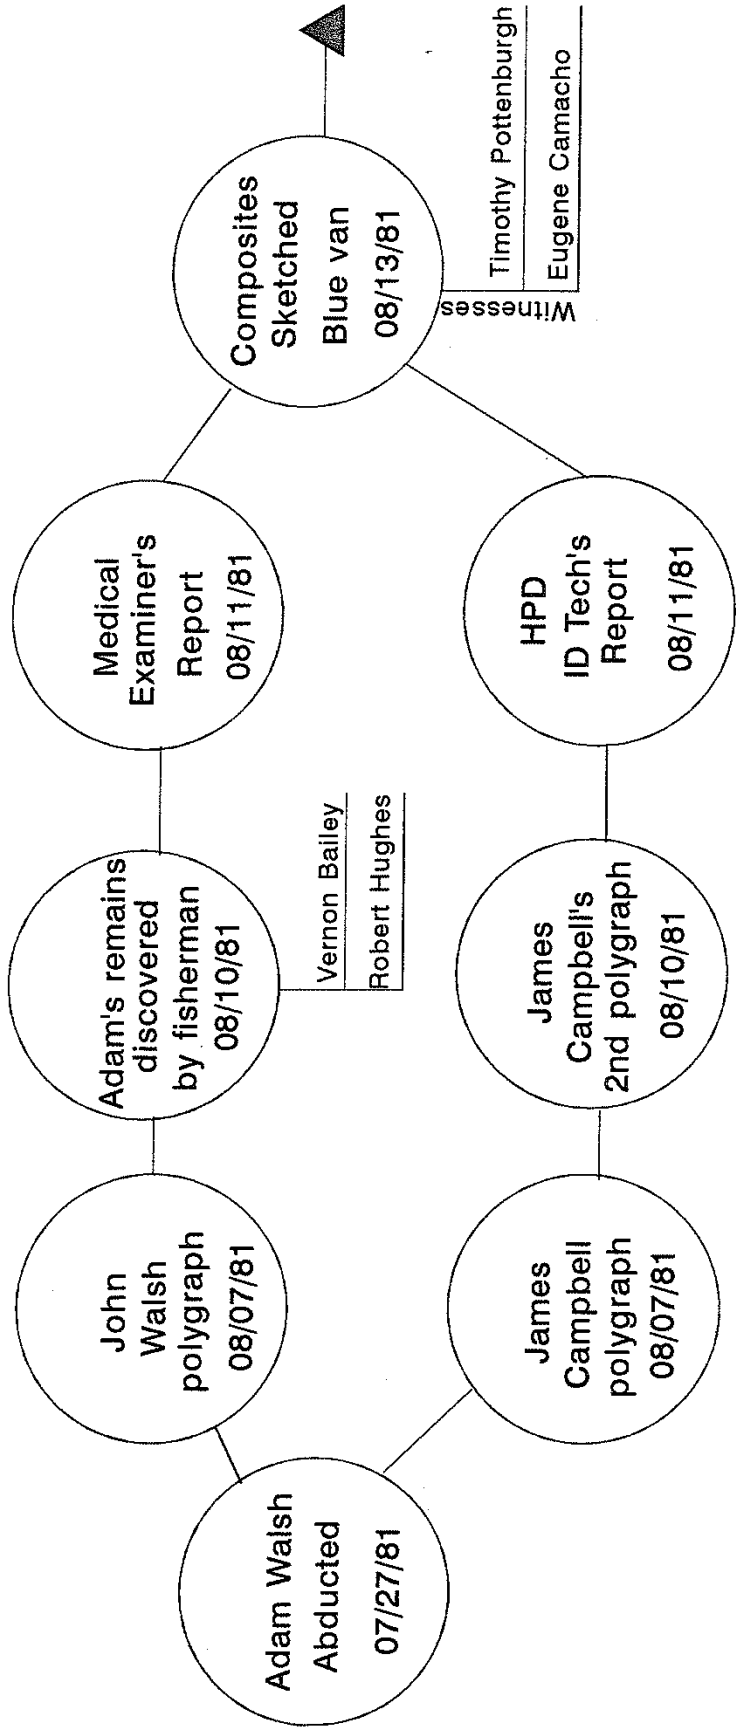 Adam Walsh
Abducted
07/27/81
John
Walsh
polygraph
08/07/81
Adam's remains
discovered
by fisherman
08/10/81
Vernon Bailey
Robert Hughes
Medical
Examiner's
Report
08/11/81
James
Campbell
polygraph
08/07/81
James
Campbell's
2nd polygraph
08/10/81
HPD
ID Tech's
Report
08/11/81
Composites
Sketched
Blue van
08/13/81
Witnesses
Timothy Pottenburgh
Eugene Camacho